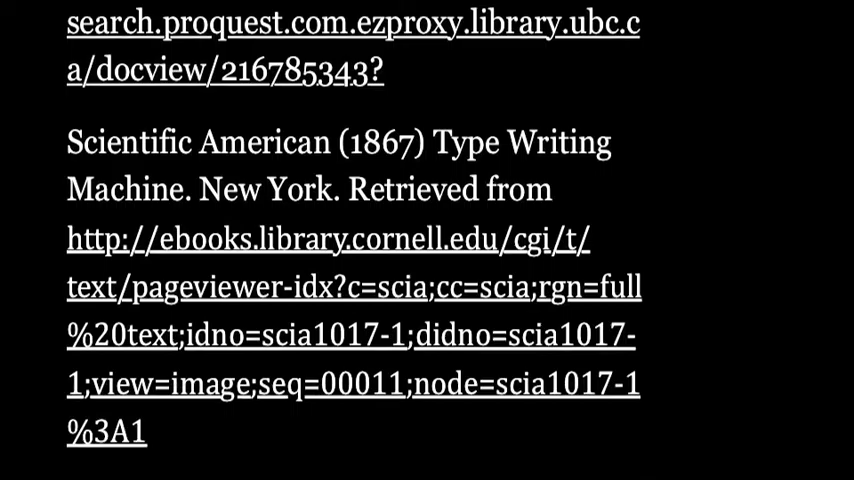 search.proquest.com.ezproxy.library.ubc.c
a/docview/216785343?
Scientific American (1867) Type Writing
Machine. New York. Retrieved from
http://ebooks.library.cornell.edu/cgi/t/
text/pageviewer-idx?c=scia;cc=scia;rgn=full
%20text;idno=scia1017-1;didno=scia1017-
1;view=image;seq=00011;node=scia1017-1
%3A1